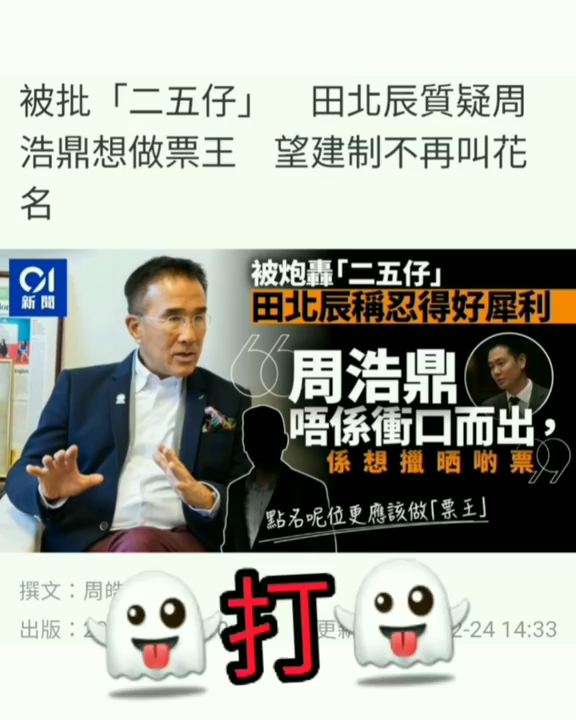 被批「二五仔」　田北辰質疑周
浩鼎想做票王　望建制不再叫花
名
01
新聞
被炮轟「二五仔」
田北辰稱忍得好犀利
周浩鼎
唔係衝口而出，
係想擸晒啲票
點名呢位更應該做「票王」
撰文：周皓
出版：
-24 14:33
打